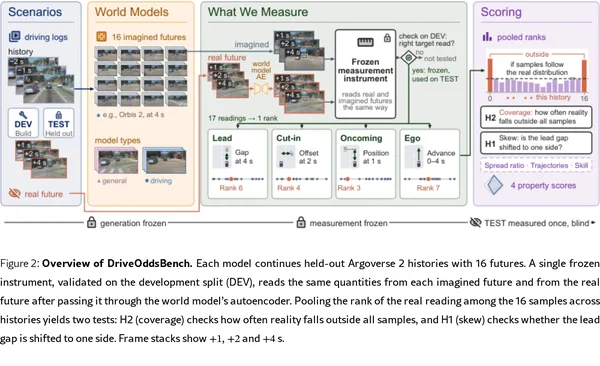 Scenarios
driving logs
history
+4 s
+2 s
+1 s
DEV
Build
TEST
Held out
real future
World Models
16 imagined futures
e.g., Orbis 2, at 4 s
model types
general
driving
What We Measure
imagined
real future
world model
AE
+4 s
+2 s
+1 s
Frozen
measurement
instrument
reads real and
imagined futures
the same way
check on DEV:
right target read?
no
not tested
yes: frozen,
used on TEST
17 readings → 1 rank
Lead
Gap
at 4 s
Rank 6
Cut-in
Offset
at 2 s
Rank 4
Oncoming
Position
at 1 s
Rank 3
Ego
Advance
0–4 s
Rank 7
Scoring
pooled ranks
outside
if samples follow
the real distribution
0
this history
16
H2 Coverage: how often reality
falls outside all samples
H1 Skew: is the lead gap
shifted to one side?
Spread ratio · Trajectories · Skill
4 property scores
generation frozen
measurement frozen
TEST measured once, blind
Figure 2: Overview of DriveOddsBench. Each model continues held-out Argoverse 2 histories with 16 futures. A single frozen
instrument, validated on the development split (DEV), reads the same quantities from each imagined future and from the real
future after passing it through the world model's autoencoder. Pooling the rank of the real reading among the 16 samples across
histories yields two tests: H2 (coverage) checks how often reality falls outside all samples, and H1 (skew) checks whether the lead
gap is shifted to one side. Frame stacks show +1, +2 and +4 s.